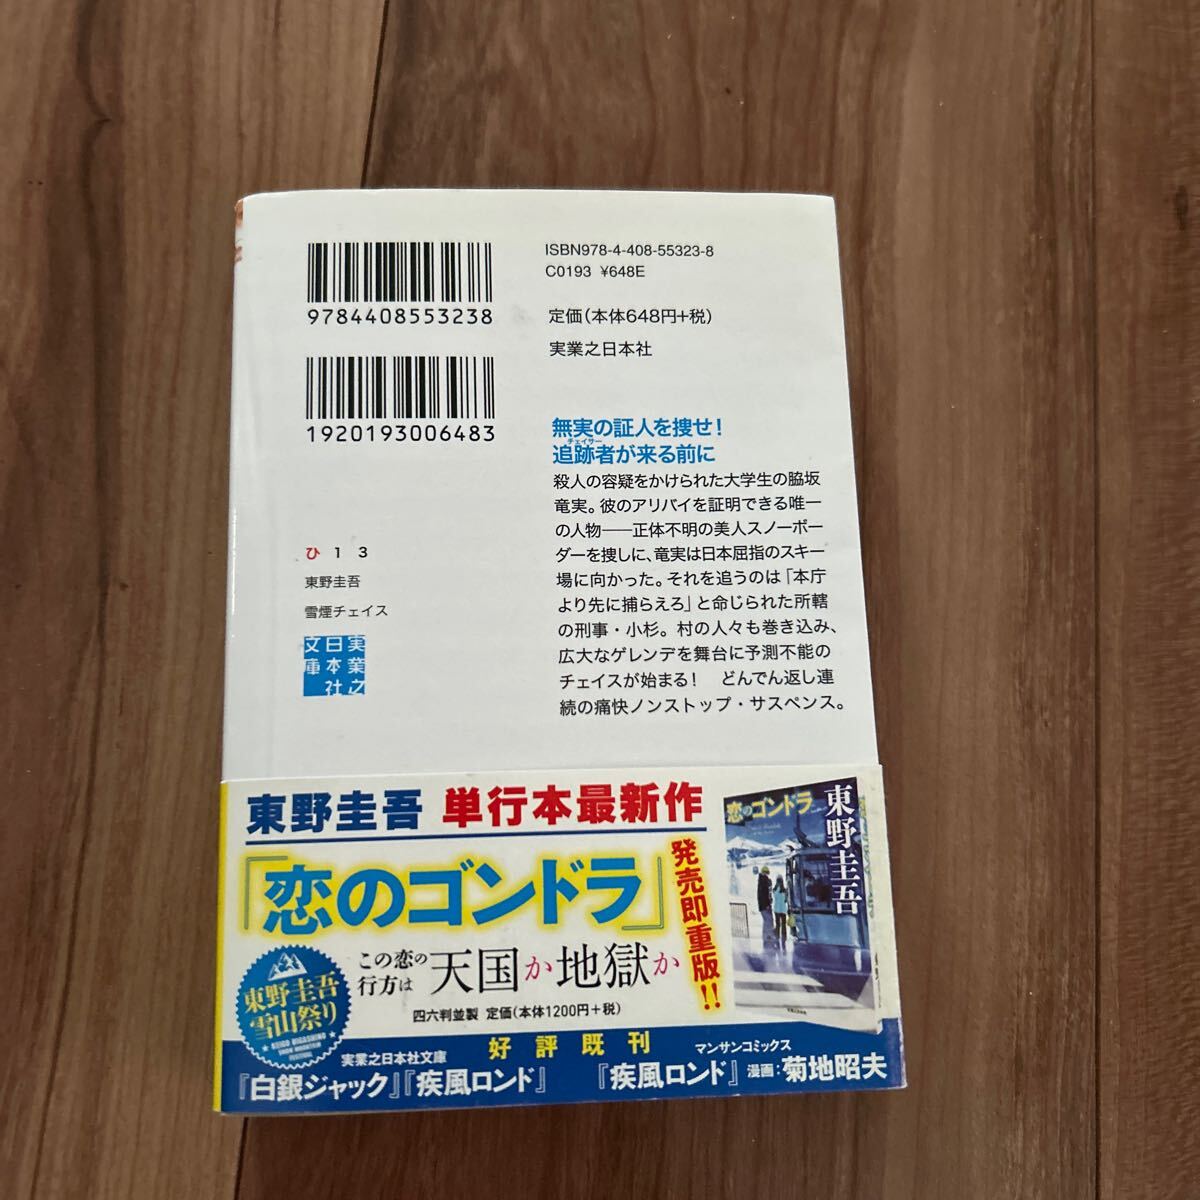 9784408553238
1920193006483
ISBN978-4-408-55323-8
C0193 ¥648E
定価(本体648円+税)
実業之日本社
無実の証人を捜せ!
チェイサー
追跡者が来る前に
殺人の容疑をかけられた大学生の脇坂
竜実。彼のアリバイを証明できる唯一
の人物――正体不明の美人スノーボー
ダーを捜しに、竜実は日本屈指のスキー
場に向かった。それを追うのは「本庁
より先に捕らえろ」と命じられた所轄
の刑事・小杉。村の人々も巻き込み、
広大なゲレンデを舞台に予測不能の
チェイスが始まる! どんでん返し連
続の痛快ノンストップ・サスペンス。
ひ 1 3
東野圭吾
雪煙チェイス
実業之
日本社
文庫
東野圭吾 単行本最新作
『恋のゴンドラ』
発売即重版!!
この恋の
行方は
天国か地獄か
四六判並製 定価(本体1200円+税)
恋のゴンドラ
東野圭吾
東野圭吾
雪山祭り
KEIGO HIGASHINO
SNOW MOUNTAIN
FESTIVAL
好評既刊
実業之日本社文庫
『白銀ジャック』『疾風ロンド』
マンサンコミックス
『疾風ロンド』漫画:菊地昭夫